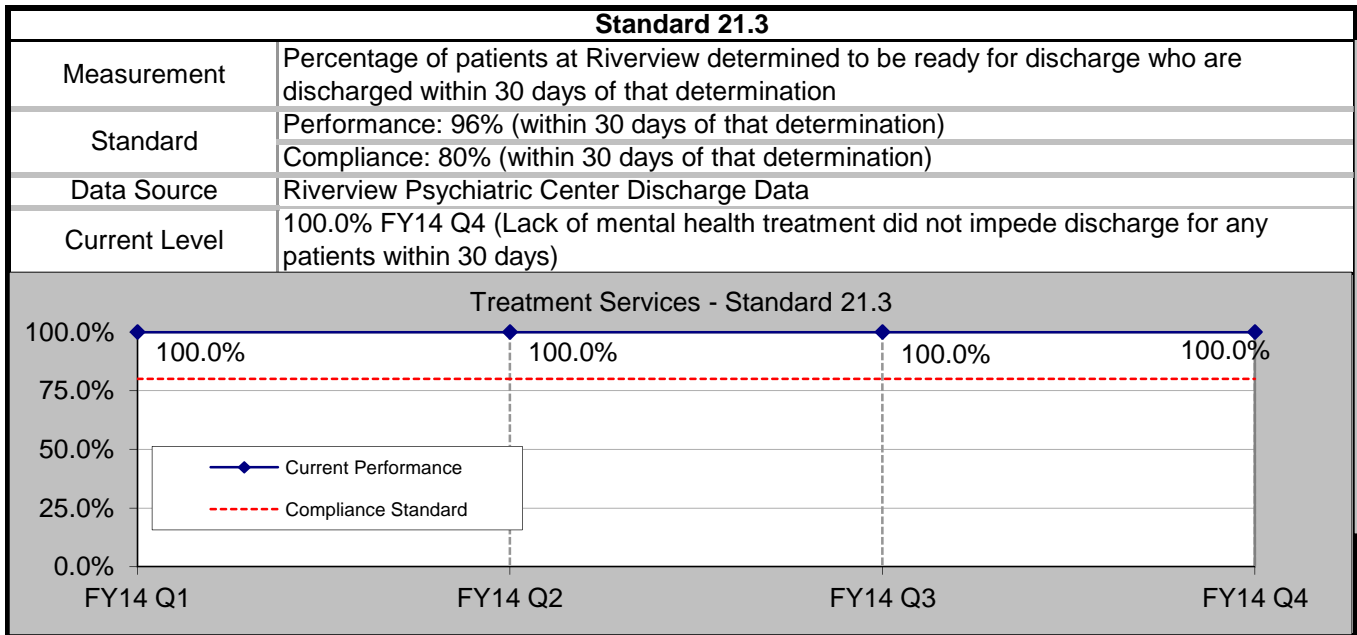 Standard 21.3
Measurement
Percentage of patients at Riverview determined to be ready for discharge who are
discharged within 30 days of that determination
Standard
Performance: 96% (within 30 days of that determination)
Compliance: 80% (within 30 days of that determination)
Data Source
Riverview Psychiatric Center Discharge Data
Current Level
100.0% FY14 Q4 (Lack of mental health treatment did not impede discharge for any
patients within 30 days)
Treatment Services - Standard 21.3
100.0%
100.0%
100.0%
100.0%
100.0%
75.0%
50.0%
25.0%
0.0%
Current Performance
Compliance Standard
FY14 Q1
FY14 Q2
FY14 Q3
FY14 Q4